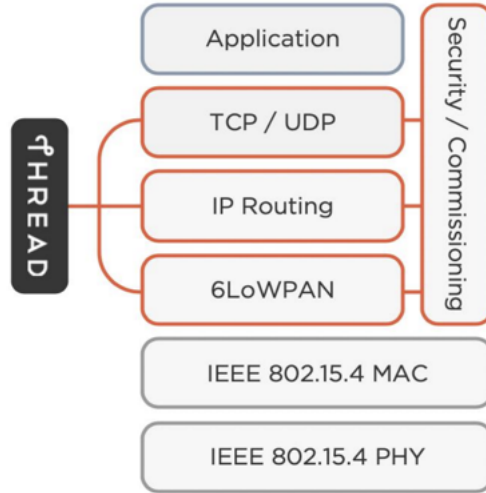 Application
TCP / UDP
IP Routing
6LoWPAN
IEEE 802.15.4 MAC
IEEE 802.15.4 PHY
THREAD
Security / Commissioning